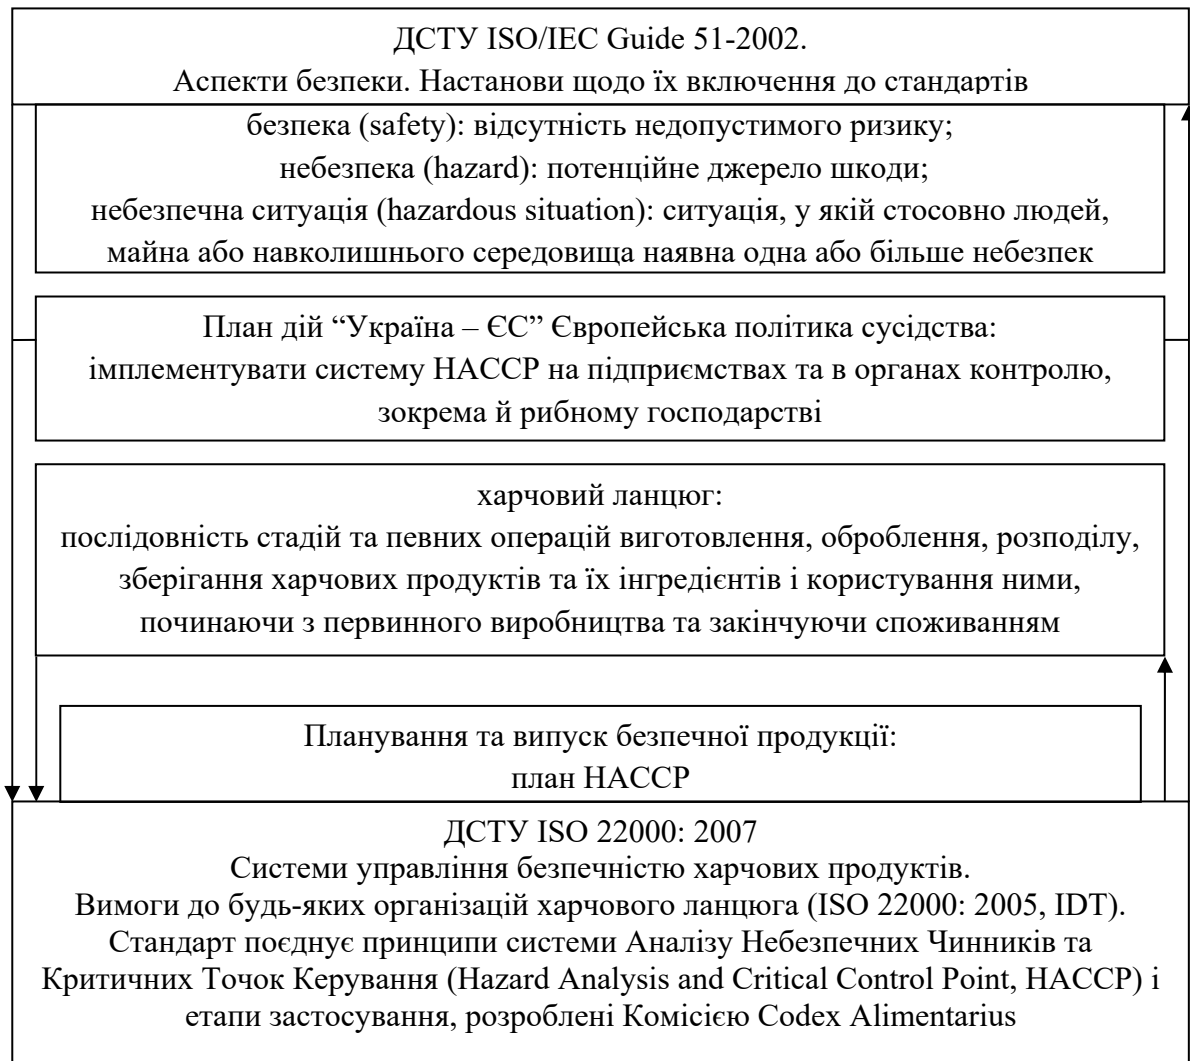 ДСТУ ISO/IEC Guide 51-2002.
Аспекти безпеки. Настанови щодо їх включення до стандартів
безпека (safety): відсутність недопустимого ризику;
небезпека (hazard): потенційне джерело шкоди;
небезпечна ситуація (hazardous situation): ситуація, у якій стосовно людей,
майна або навколишнього середовища наявна одна або більше небезпек
План дій “Україна – ЄС” Європейська політика сусідства:
імплементувати систему НАССР на підприємствах та в органах контролю,
зокрема й рибному господарстві
харчовий ланцюг:
послідовність стадій та певних операцій виготовлення, оброблення, розподілу,
зберігання харчових продуктів та їх інгредієнтів і користування ними,
починаючи з первинного виробництва та закінчуючи споживанням
Планування та випуск безпечної продукції:
план НАССР
ДСТУ ISO 22000: 2007
Системи управління безпечністю харчових продуктів.
Вимоги до будь-яких організацій харчового ланцюга (ISO 22000: 2005, IDT).
Стандарт поєднує принципи системи Аналізу Небезпечних Чинників та
Критичних Точок Керування (Hazard Analysis and Critical Control Point, НАССР) і
етапи застосування, розроблені Комісією Codex Alimentarius